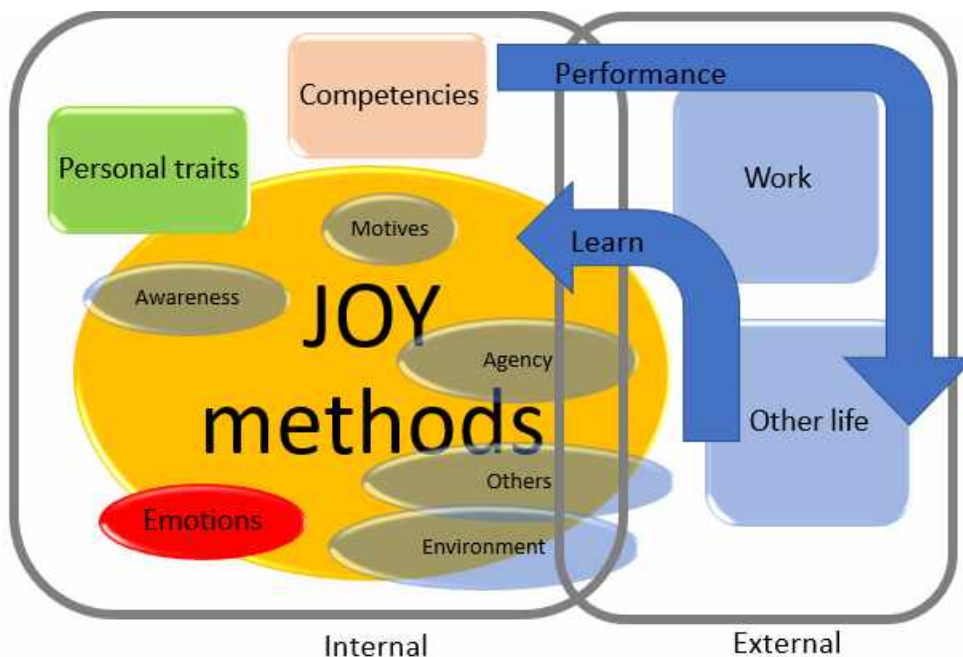 Competencies
Performance
Personal traits
Work
Motives
Learn
Awareness
JOY
methods
Agency
Other life
Others
Emotions
Environment
Internal
External